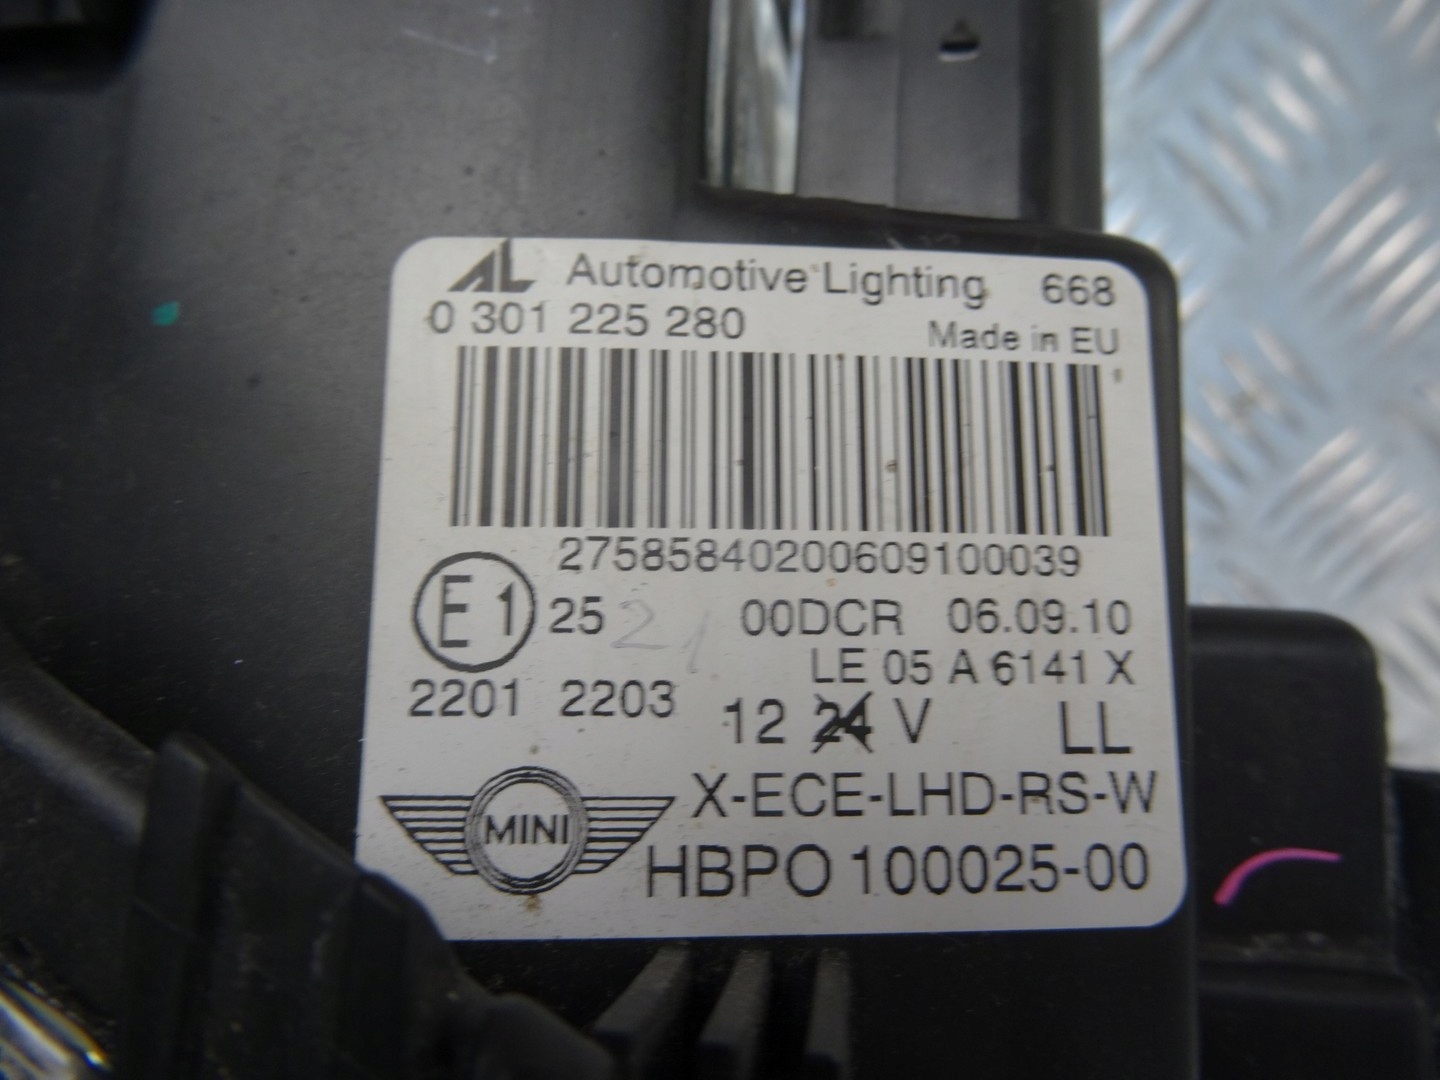 AL Automotive Lighting 668
0 301 225 280 Made in EU
27585840200609100039
E1 25 21 00DCR 06.09.10
LE 05 A 6141 X
2201 2203
12 24 V LL
X-ECE-LHD-RS-W
MINI
HBPO 100025-00